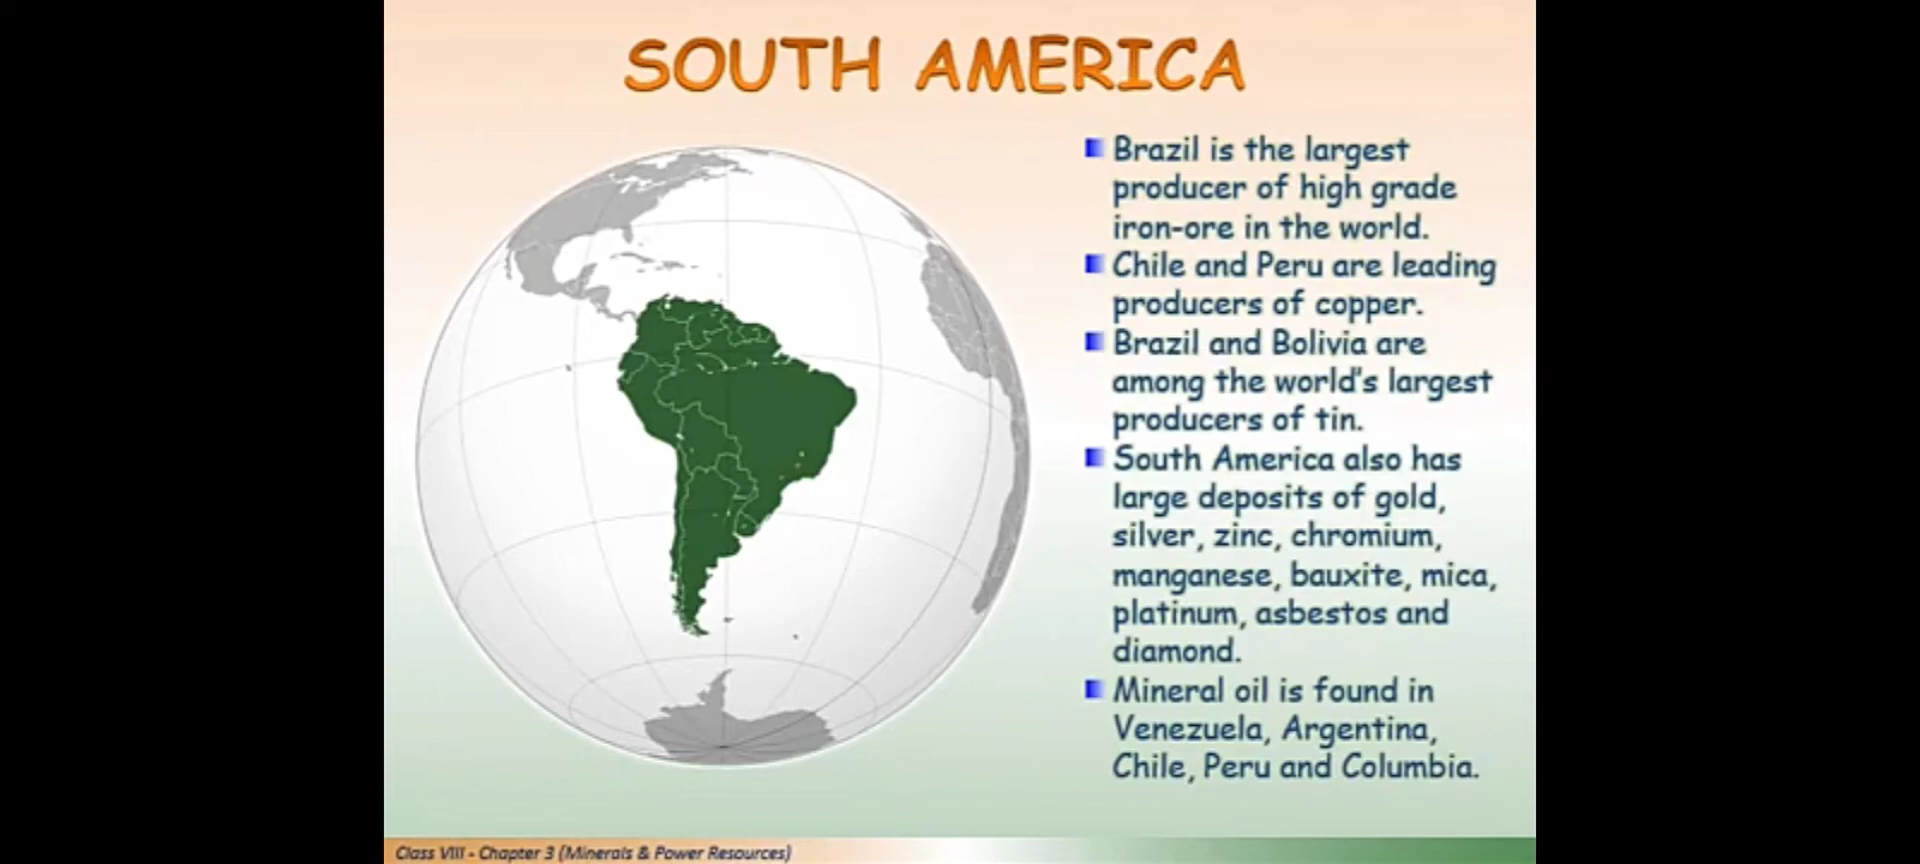 SOUTH AMERICA
Brazil is the largest
producer of high grade
iron-ore in the world.
Chile and Peru are leading
producers of copper.
Brazil and Bolivia are
among the world's largest
producers of tin.
South America also has
large deposits of gold,
silver, zinc, chromium,
manganese, bauxite, mica,
platinum, asbestos and
diamond.
Mineral oil is found in
Venezuela, Argentina,
Chile, Peru and Columbia.
Class VIII - Chapter 3 (Minerals & Power Resources)